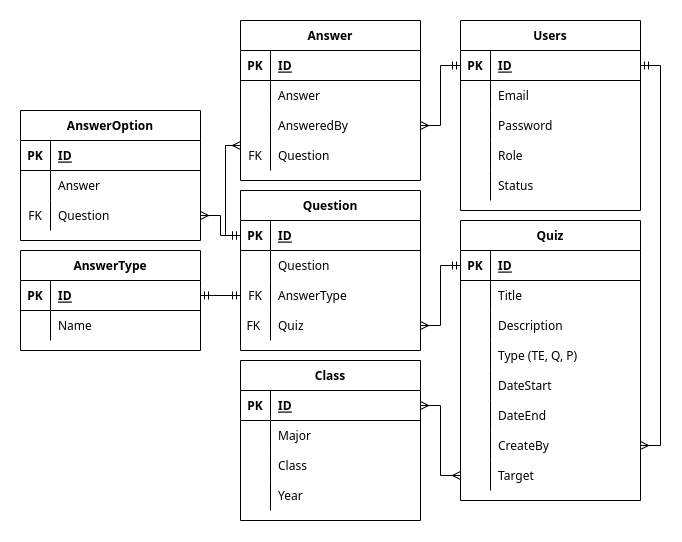 Answer
PK ID
Answer
AnsweredBy
FK Question
Users
PK ID
Email
Password
Role
Status
AnswerOption
PK ID
Answer
FK Question
Question
PK ID
Question
FK AnswerType
FK Quiz
AnswerType
PK ID
Name
Quiz
PK ID
Title
Description
Type (TE, Q, P)
DateStart
DateEnd
CreateBy
Target
Class
PK ID
Major
Class
Year